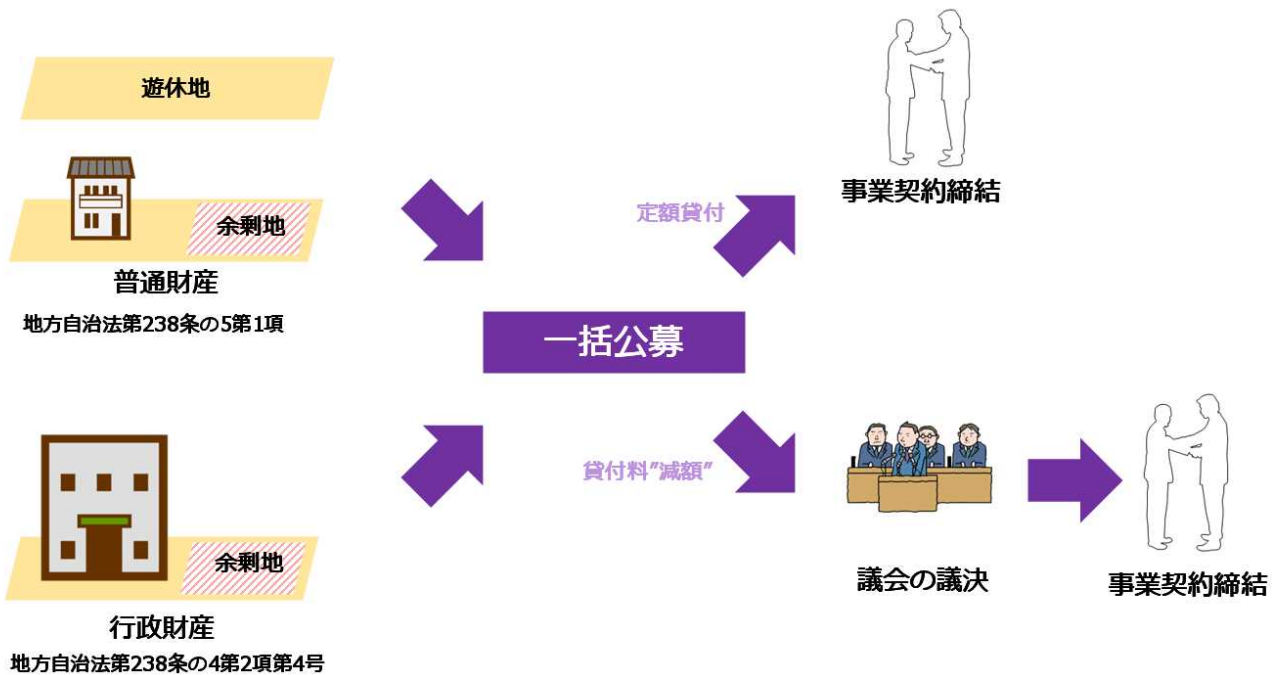 遊休地
余剰地
普通財産
地方自治法第238条の5第1項
余剰地
行政財産
地方自治法第238条の4第2項第4号
一括公募
定額貸付
事業契約締結
貸付料”減額”
議会の議決
事業契約締結